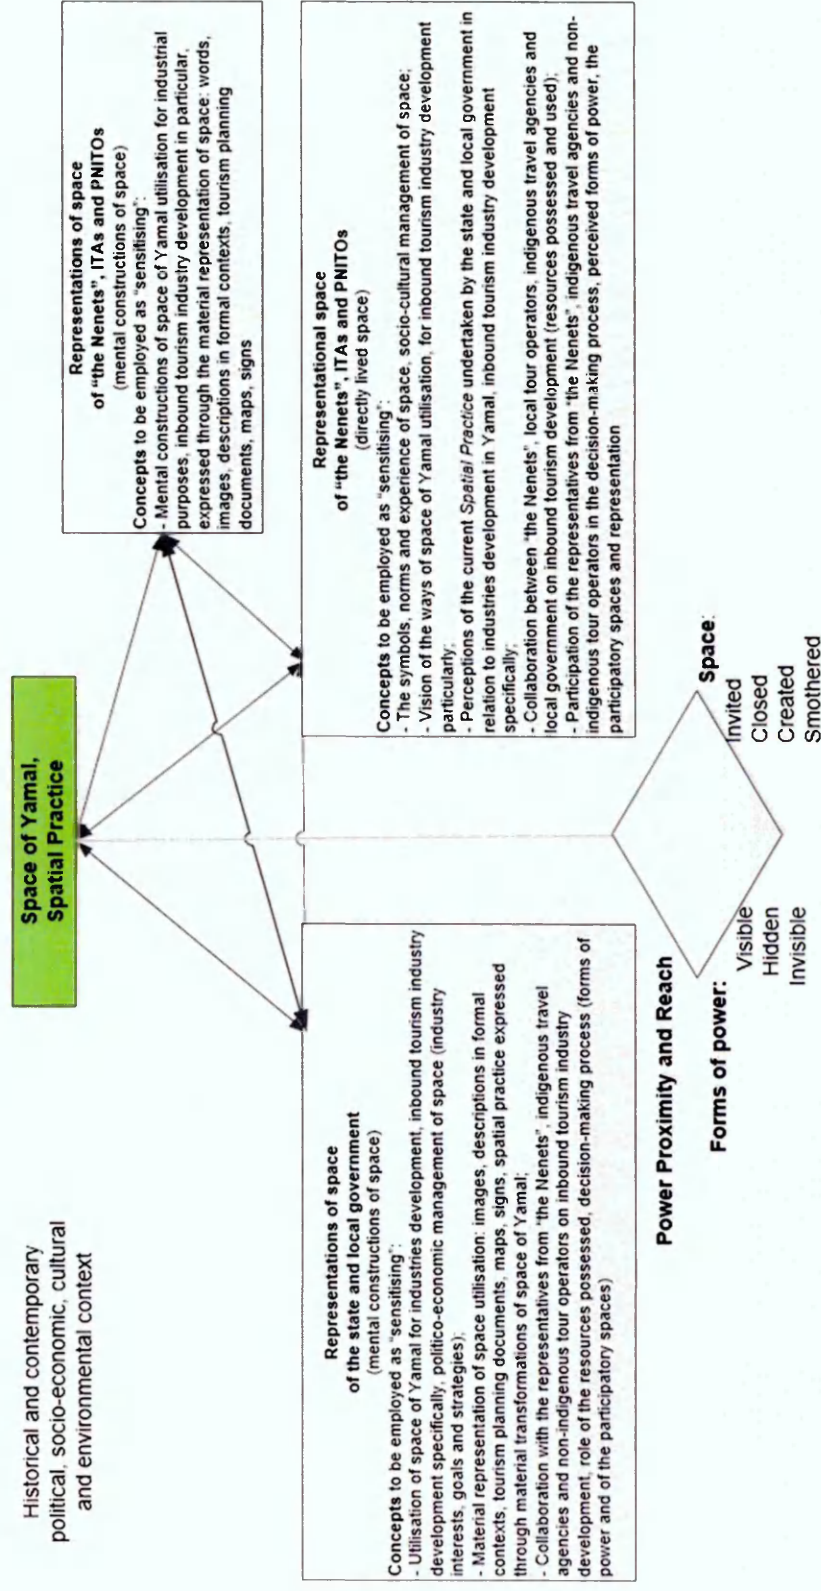 Historical and contemporary
political, socio-economic, cultural
and environmental context
Space of Yamal,
Spatial Practice
Representations of space
of "the Nenets", ITAs and PNITOs
(mental constructions of space)
Concepts to be employed as "sensitising":
- Mental constructions of space of Yamal utilisation for industrial
purposes, inbound tourism industry development in particular,
expressed through the material representation of space: words,
images, descriptions in formal contexts, tourism planning
documents, maps, signs
Representations of space
of the state and local government
(mental constructions of space)
Concepts to be employed as "sensitising":
- Utilisation of space of Yamal for industries development, inbound tourism industry
development specifically, politico-economic management of space (industry
interests, goals and strategies);
- Material representation of space utilisation: images, descriptions in formal
contexts, tourism planning documents, maps, signs, spatial practice expressed
through material transformations of space of Yamal;
- Collaboration with the representatives from "the Nenets", indigenous travel
agencies and non-indigenous tour operators on inbound tourism industry
development, role of the resources possessed, decision-making process (forms of
power and of the participatory spaces)
Representational space
of "the Nenets", ITAs and PNITOs
(directly lived space)
Concepts to be employed as "sensitising":
- The symbols, norms and experience of space, socio-cultural management of space;
- Vision of the ways of space of Yamal utilisation, for inbound tourism industry development
particularly;
- Perceptions of the current Spatial Practice undertaken by the state and local government in
relation to industries development in Yamal, inbound tourism industry development
specifically;
- Collaboration between "the Nenets", local tour operators, indigenous travel agencies and
local government on inbound tourism development (resources possessed and used);
- Participation of the representatives from "the Nenets", indigenous travel agencies and non-
indigenous tour operators in the decision-making process, perceived forms of power, the
participatory spaces and representation
Power Proximity and Reach
Forms of power:
Visible
Hidden
Invisible
Space:
Invited
Closed
Created
Smothered